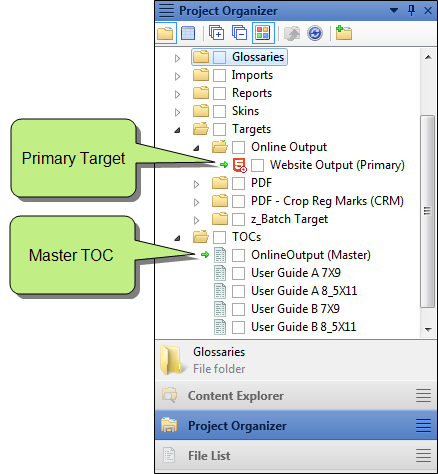 Project Organizer
Glossaries
Imports
Reports
Skins
Targets
Online Output
Primary Target
Website Output (Primary)
PDF
PDF - Crop Reg Marks (CRM)
z_Batch Target
TOCs
Master TOC
OnlineOutput (Master)
User Guide A 7X9
User Guide A 8_5X11
User Guide B 7X9
User Guide B 8_5X11
Glossaries
File folder
Content Explorer
Project Organizer
File List